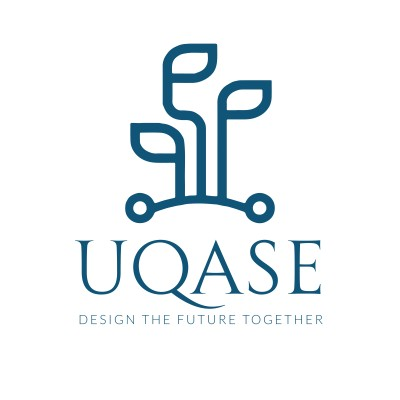 UQASE
DESIGN THE FUTURE TOGETHER